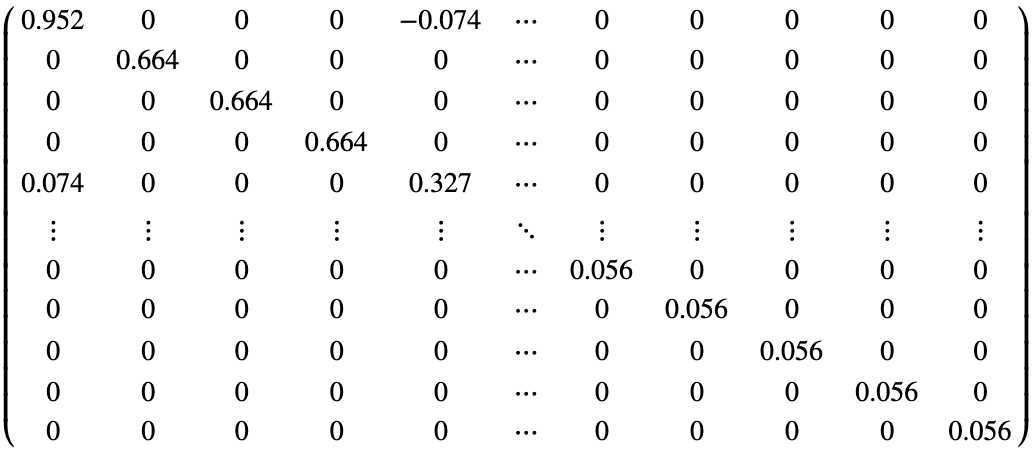 0.952 0 0 0 −0.074 ⋯ 0 0 0 0 0
0 0.664 0 0 0 ⋯ 0 0 0 0 0
0 0 0.664 0 0 ⋯ 0 0 0 0 0
0 0 0 0.664 0 ⋯ 0 0 0 0 0
0.074 0 0 0 0.327 ⋯ 0 0 0 0 0
⋮ ⋮ ⋮ ⋮ ⋮ ⋱ ⋮ ⋮ ⋮ ⋮ ⋮
0 0 0 0 0 ⋯ 0.056 0 0 0 0
0 0 0 0 0 ⋯ 0 0.056 0 0 0
0 0 0 0 0 ⋯ 0 0 0.056 0 0
0 0 0 0 0 ⋯ 0 0 0 0.056 0
0 0 0 0 0 ⋯ 0 0 0 0 0.056